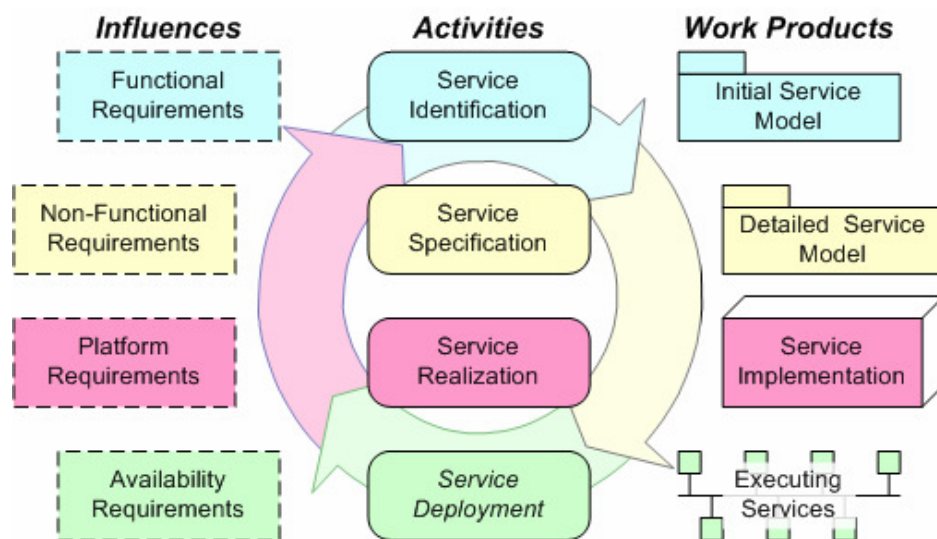 Influences
Activities
Work Products
Functional
Requirements
Service
Identification
Initial Service
Model
Non-Functional
Requirements
Service
Specification
Detailed Service
Model
Platform
Requirements
Service
Realization
Service
Implementation
Availability
Requirements
Service
Deployment
Executing
Services